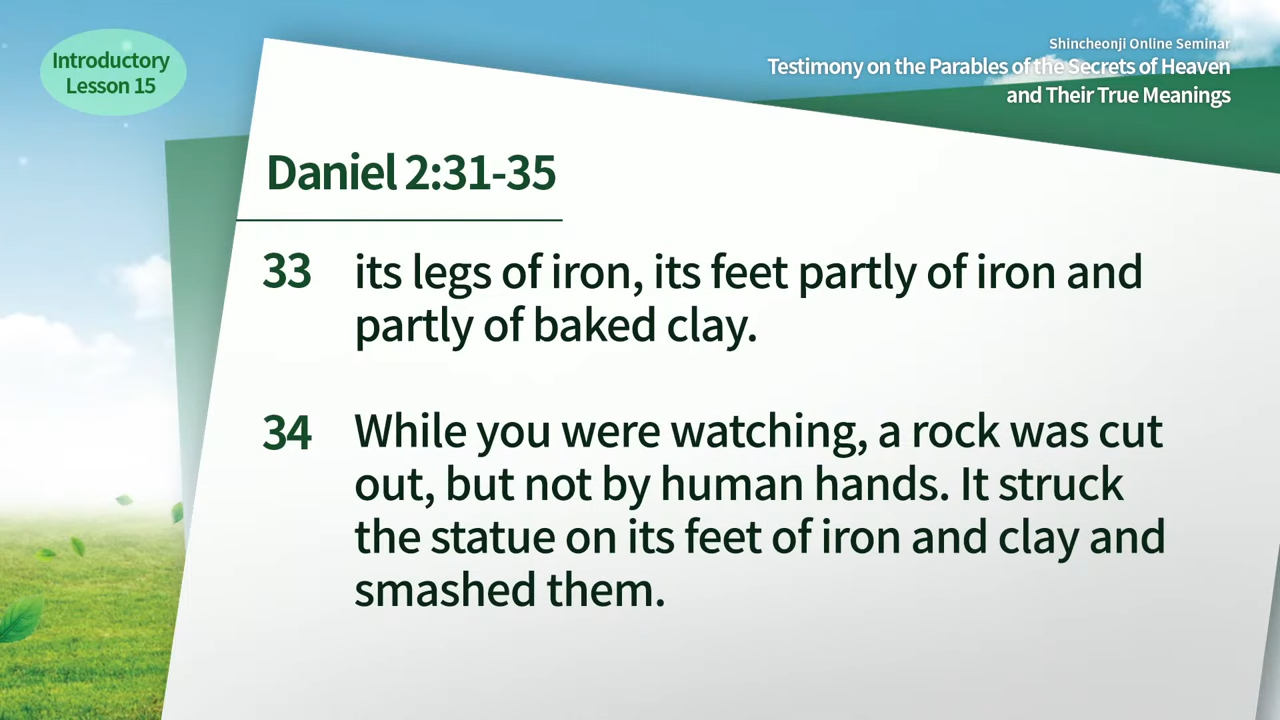 Introductory
Lesson 15
Shincheonji Online Seminar
Testimony on the Parables of the Secrets of Heaven
and Their True Meanings
Daniel 2:31-35
33 its legs of iron, its feet partly of iron and
partly of baked clay.
34 While you were watching, a rock was cut
out, but not by human hands. It struck
the statue on its feet of iron and clay and
smashed them.